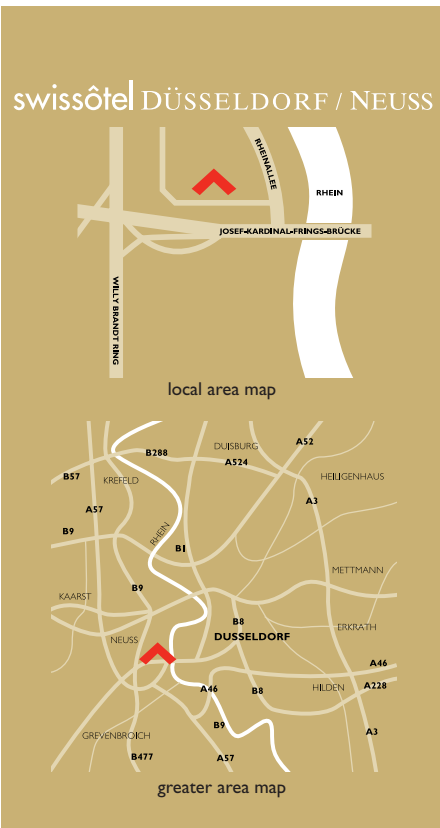 swissôtel DÜSSELDORF / NEUSS
RHEINALLEE
RHEIN
JOSEF-KARDINAL-FRINGS-BRÜCKE
WILLY BRANDT RING
local area map
A52
DUISBURG
B288
A524
B57
KREFELD
HEILIGENHAUS
A3
A57
B9
RHEIN
B1
METTMANN
B9
KAARST
B8
ERKRATH
NEUSS
DUSSELDORF
A46
A46
B8
HILDEN
A228
B9
A3
GREVENBROICH
B477
A57
greater area map